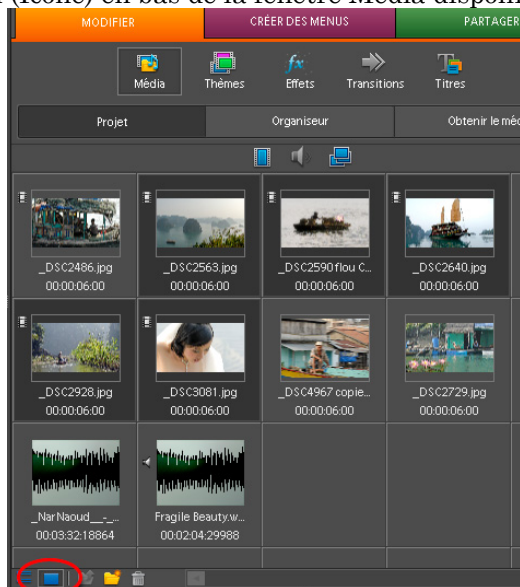 (icône) en bas de la fenêtre Média dispon
MODIFIER CRÉER DES MENUS PARTAGER
Média Thèmes Effets Transitions Titres
Projet Organiseur Obtenir le mé
_DSC2486.jpg _DSC2563.jpg _DSC2590 flou C... _DSC2640.jpg
00:00:06:00 00:00:06:00 00:00:06:00 00:00:06:00
_DSC2928.jpg _DSC3081.jpg _DSC4967 copie... _DSC2729.jpg
00:00:06:00 00:00:06:00 00:00:06:00 00:00:06:00
_NarNaoud__-_... Fragile Beauty.w...
00:03:32:18864 00:02:04:29988